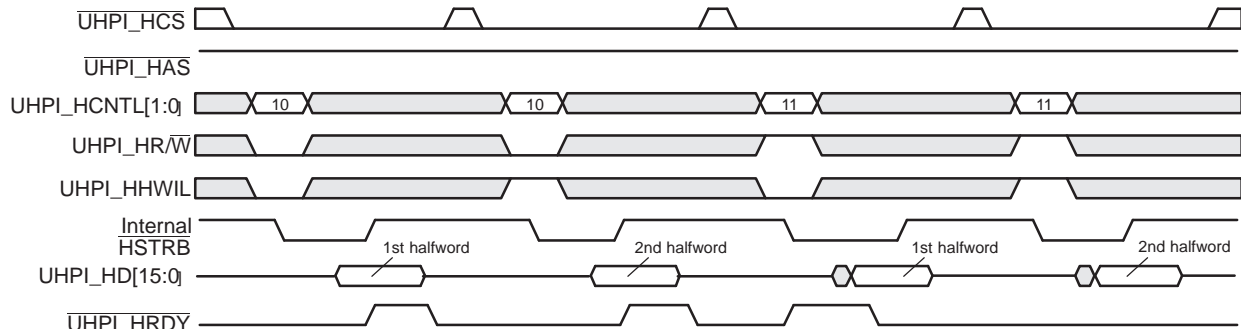 UHPI_HCS
UHPI_HAS
UHPI_HCNTL[1:0] 10 10 11 11
UHPI_HR/W
UHPI_HHWIL
Internal
HSTRB
1st halfword 2nd halfword 1st halfword 2nd halfword
UHPI_HD[15:0]
UHPI_HRDY